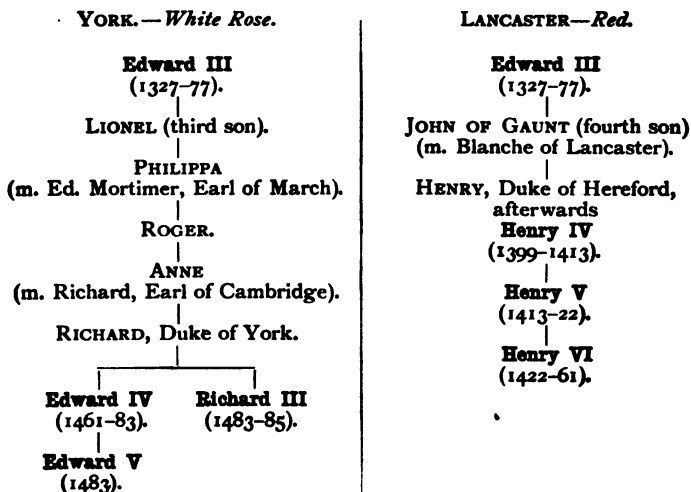 YORK.—White Rose.
Edward III
(1327–77).
LIONEL (third son).
PHILIPPA
(m. Ed. Mortimer, Earl of March).
ROGER.
ANNE
(m. Richard, Earl of Cambridge).
RICHARD, Duke of York.
Edward IV Richard III
(1461–83). (1483–85).
Edward V
(1483).
LANCASTER—Red.
Edward III
(1327–77).
JOHN OF GAUNT (fourth son)
(m. Blanche of Lancaster).
HENRY, Duke of Hereford,
afterwards
Henry IV
(1399–1413).
Henry V
(1413–22).
Henry VI
(1422–61).